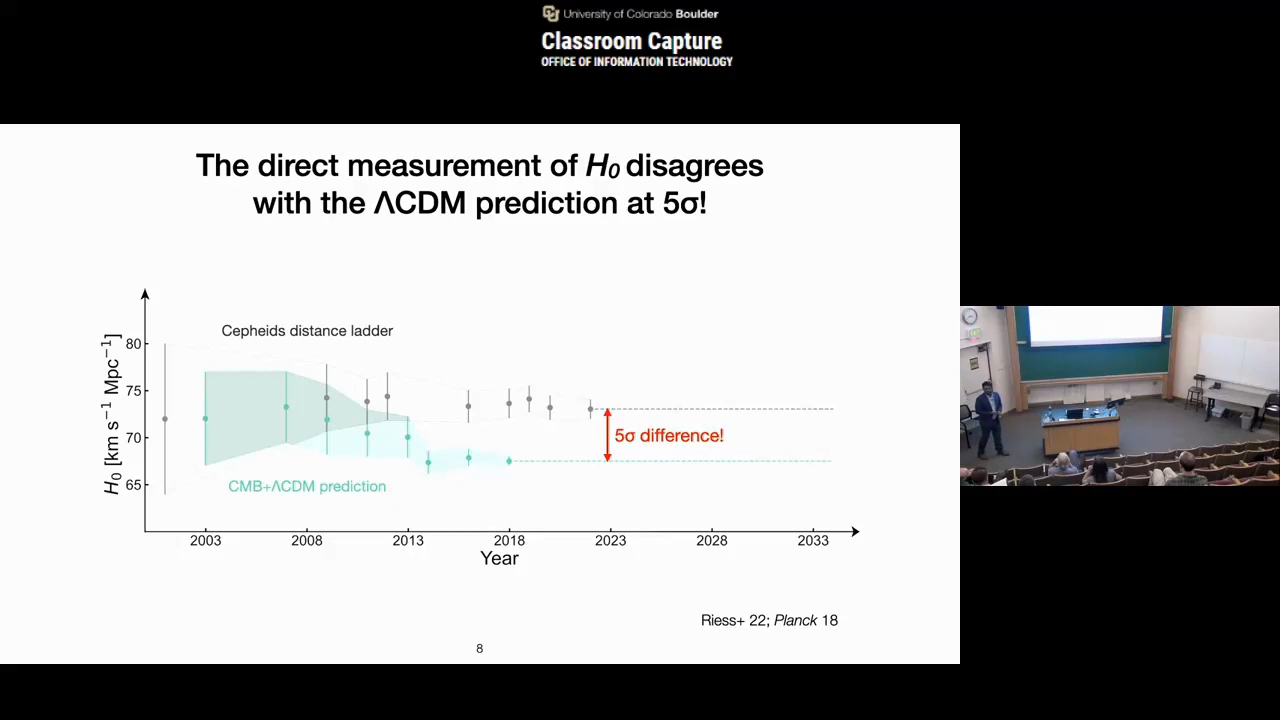 University of Colorado Boulder
Classroom Capture
OFFICE OF INFORMATION TECHNOLOGY
The direct measurement of H₀ disagrees
with the ΛCDM prediction at 5σ!
Cepheids distance ladder
80
75
70
65
H₀ [km s⁻¹ Mpc⁻¹]
5σ difference!
CMB+ΛCDM prediction
2003 2008 2013 2018 2023 2028 2033
Year
Riess+ 22; Planck 18
8